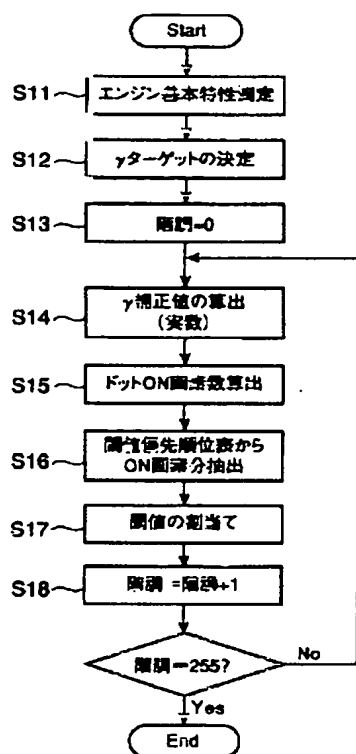 Start
S11
エンジン基本特性測定
S12
γターゲットの決定
S13
階調=0
S14
γ補正値の算出
(実数)
S15
ドットON画素数算出
S16
閾値優先順位表から
ON画素分抽出
S17
閾値の割当て
S18
階調=階調+1
階調=255?
No
Yes
End